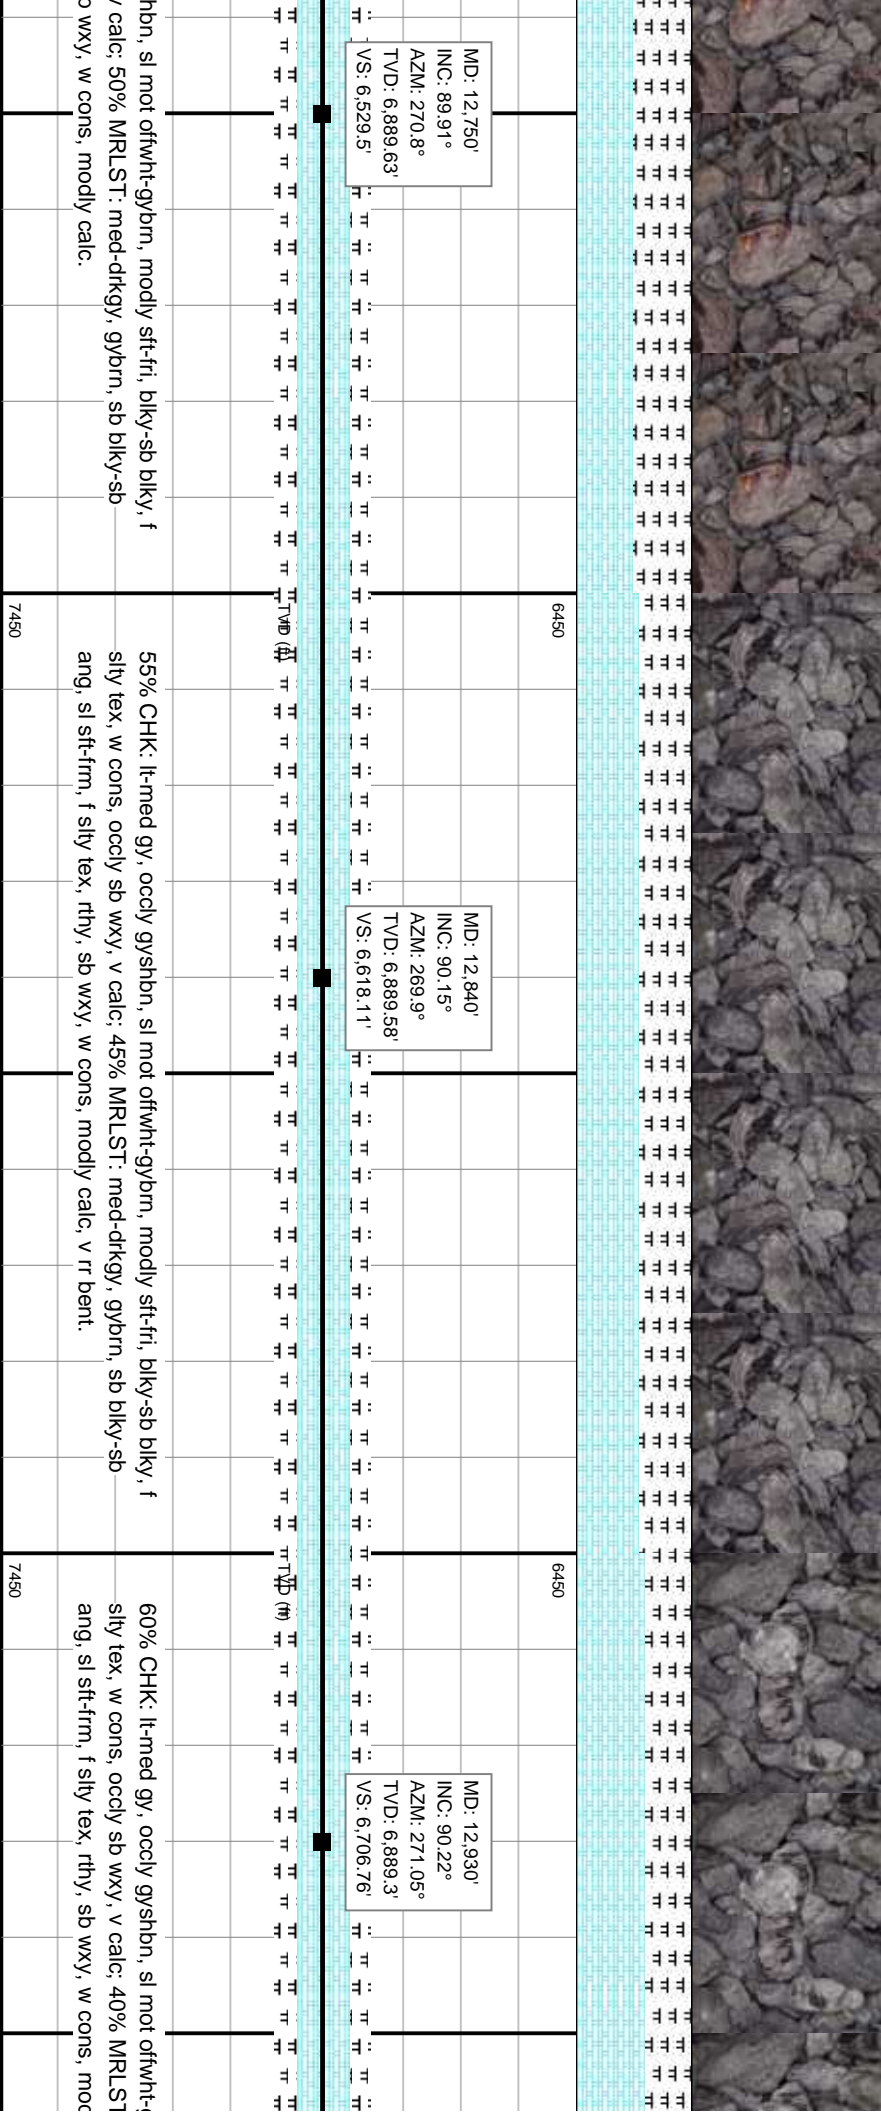 hbn, sl mot offwht-gybrn, modly sft-fri, blky-sb blky, f
calc; 50% MRLST: med-drkgy, gybrn, sb blky-sb
wxy, w cons, modly calc.
MD: 12,750'
INC: 89.91°
AZM: 270.8°
TVD: 6,889.63'
VS: 6,529.5'
6450
TVD (ft)
7450
55% CHK: lt-med gy, occly gyshbn, sl mot offwht-gybrn, modly sft-fri, blky-sb blky, f
slty tex, w cons, occly sb wxy, v calc; 45% MRLST: med-drkgy, gybrn, sb blky-sb
ang, sl sft-frm, f slty tex, rthy, sb wxy, w cons, modly calc, v rr bent.
MD: 12,840'
INC: 90.15°
AZM: 269.9°
TVD: 6,889.58'
VS: 6,618.11'
6450
TVD (ft)
7450
60% CHK: lt-med gy, occly gyshbn, sl mot offwht-
slty tex, w cons, occly sb wxy, v calc; 40% MRLST
ang, sl sft-frm, f slty tex, rthy, sb wxy, w cons, mod
MD: 12,930'
INC: 90.22°
AZM: 271.05°
TVD: 6,889.3'
VS: 6,706.76'